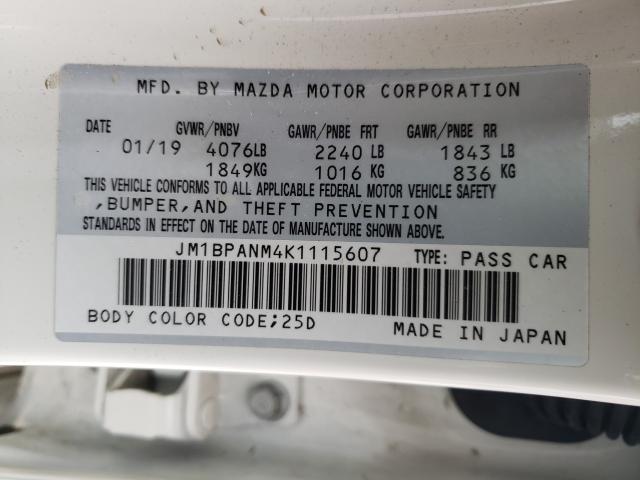 MFD. BY MAZDA MOTOR CORPORATION
DATE GVWR/PNBV GAWR/PNBE FRT GAWR/PNBE RR
01/19 4076LB 2240 LB 1843 LB
1849KG 1016 KG 836 KG
THIS VEHICLE CONFORMS TO ALL APPLICABLE FEDERAL MOTOR VEHICLE SAFETY
,BUMPER,AND THEFT PREVENTION
STANDARDS IN EFFECT ON THE DATE OF MANUFACTURE SHOWN ABOVE.
JM1BPANM4K1115607 TYPE: PASS CAR
BODY COLOR CODE;25D MADE IN JAPAN